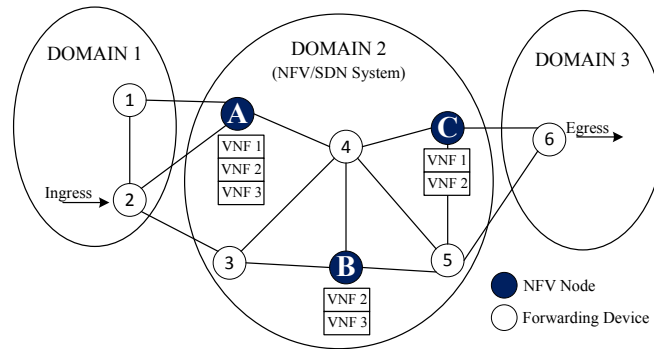 DOMAIN 1
DOMAIN 2
(NFV/SDN System)
DOMAIN 3
1
A
VNF 1
VNF 2
VNF 3
4
C
VNF 1
VNF 2
6
Egress
Ingress
2
3
B
VNF 2
VNF 3
5
NFV Node
Forwarding Device